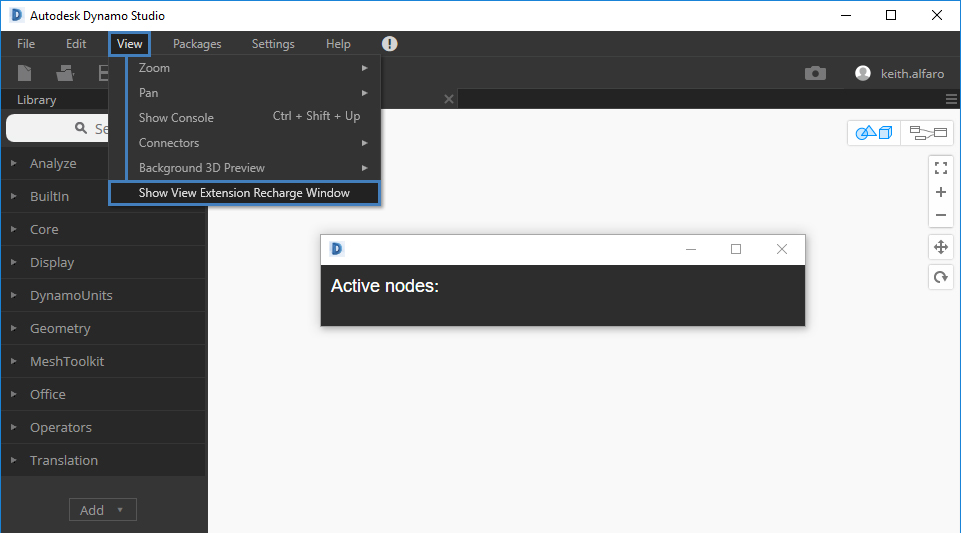 Autodesk Dynamo Studio
File Edit View Packages Settings Help
keith.alfaro
Library
Se
Zoom
Pan
Show Console Ctrl + Shift + Up
Connectors
Background 3D Preview
Show View Extension Recharge Window
Analyze
BuiltIn
Core
Display
DynamoUnits
Geometry
MeshToolkit
Office
Operators
Translation
Add
Active nodes: